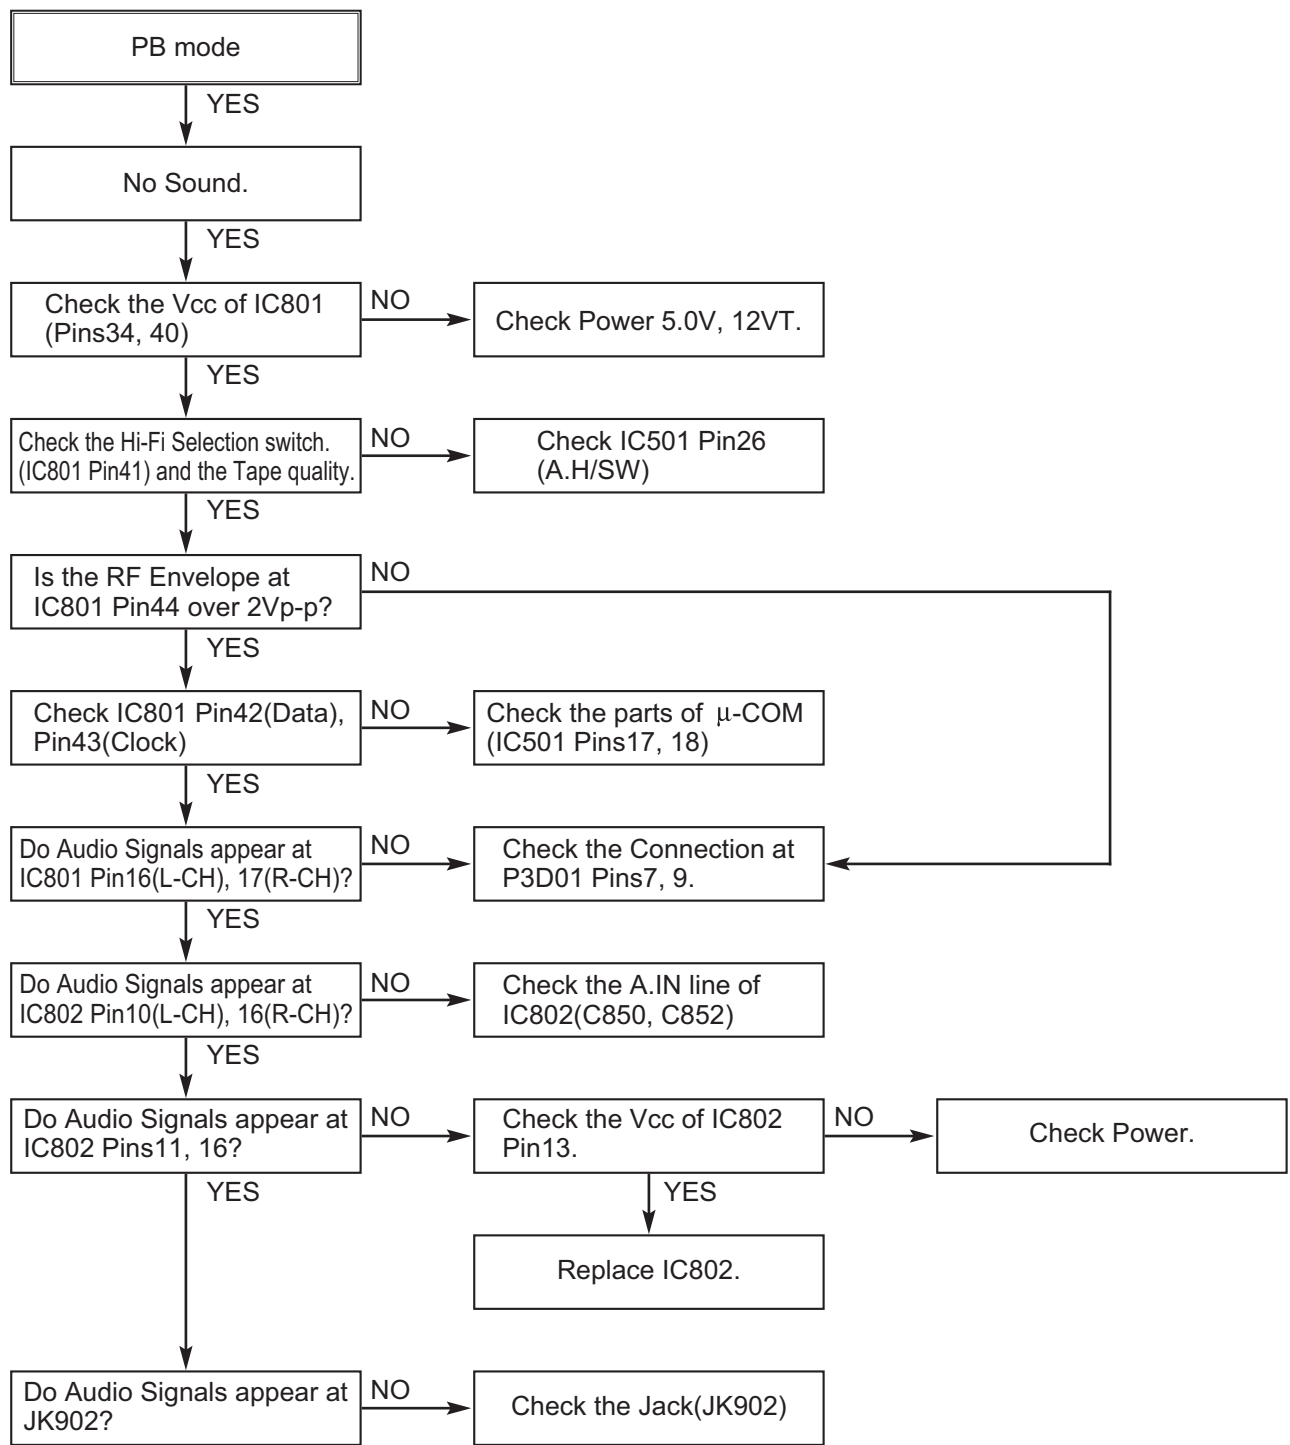 PB mode
YES
No Sound.
YES
Check the Vcc of IC801
(Pins34, 40)
NO
Check Power 5.0V, 12VT.
YES
Check the Hi-Fi Selection switch.
(IC801 Pin41) and the Tape quality.
NO
Check IC501 Pin26
(A.H/SW)
YES
Is the RF Envelope at
IC801 Pin44 over 2Vp-p?
NO
YES
Check IC801 Pin42(Data),
Pin43(Clock)
NO
Check the parts of μ-COM
(IC501 Pins17, 18)
YES
Do Audio Signals appear at
IC801 Pin16(L-CH), 17(R-CH)?
NO
Check the Connection at
P3D01 Pins7, 9.
YES
Do Audio Signals appear at
IC802 Pin10(L-CH), 16(R-CH)?
NO
Check the A.IN line of
IC802(C850, C852)
YES
Do Audio Signals appear at
IC802 Pins11, 16?
NO
Check the Vcc of IC802
Pin13.
NO
Check Power.
YES
YES
Replace IC802.
Do Audio Signals appear at
JK902?
NO
Check the Jack(JK902)